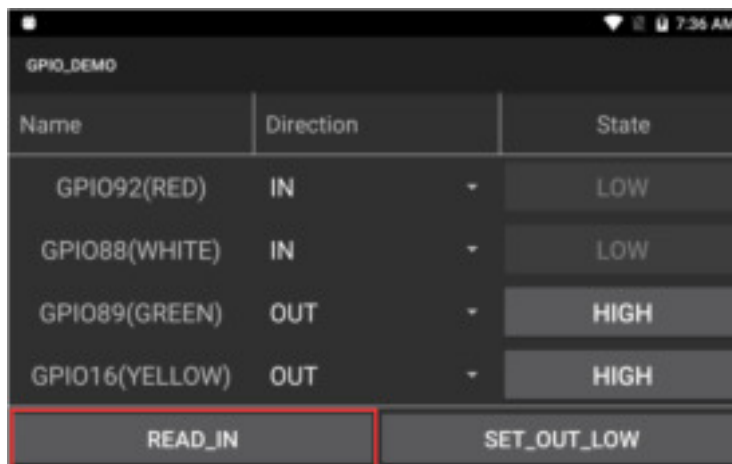 7:36 AM
GPIO_DEMO
Name Direction State
GPIO92(RED) IN LOW
GPIO88(WHITE) IN LOW
GPIO89(GREEN) OUT HIGH
GPIO16(YELLOW) OUT HIGH
READ_IN SET_OUT_LOW